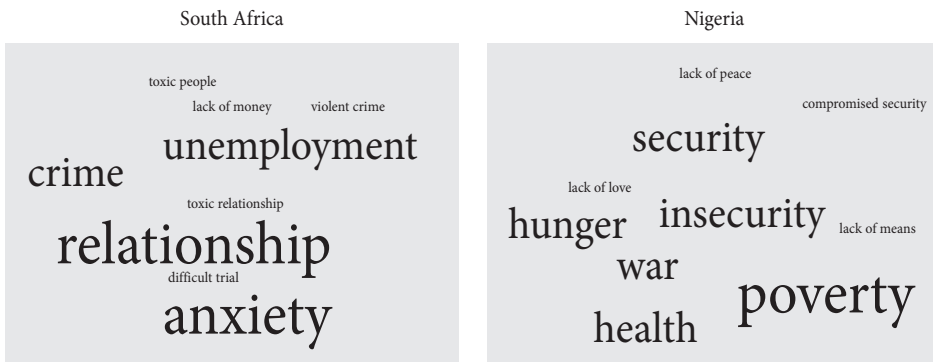 South Africa
toxic people
lack of money
violent crime
unemployment
crime
toxic relationship
relationship
difficult trial
anxiety
Nigeria
lack of peace
compromised security
security
lack of love
hunger
insecurity
lack of means
war
poverty
health